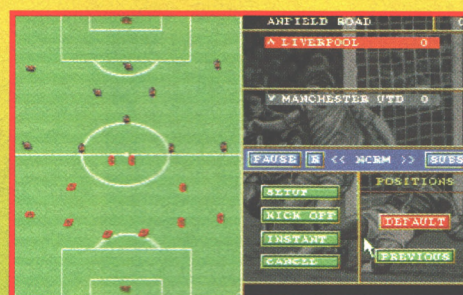 ANFIELD ROAD
^ LIVERPOOL 0
v MANCHESTER UTD 0
PAUSE R << NORM >> SUBS
POSITIONS
SETUP
KICK OFF
DEFAULT
INSTANT
PREVIOUS
CANCEL